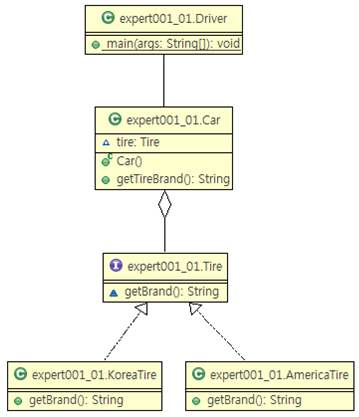 C expert001_01.Driver
main(args: String[]): void
C expert001_01.Car
tire: Tire
C Car()
getTireBrand(): String
I expert001_01.Tire
getBrand(): String
C expert001_01.KoreaTire
getBrand(): String
C expert001_01.AmericaTire
getBrand(): String